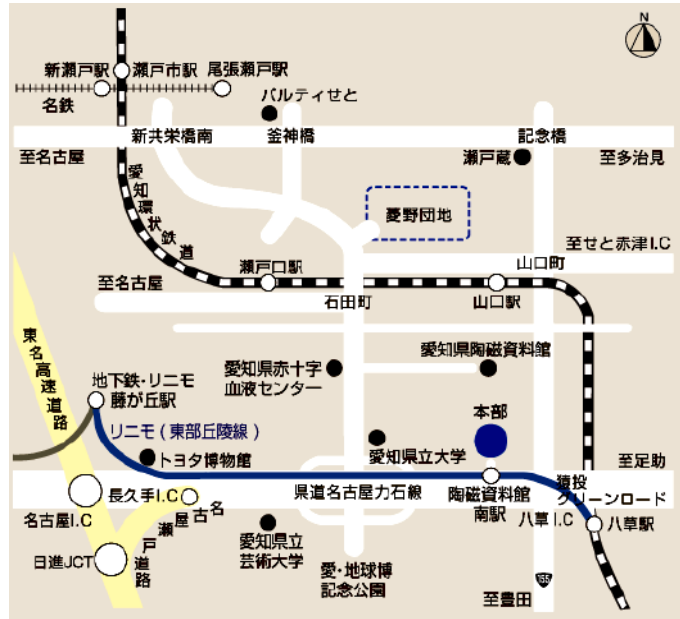 N
新瀬戸駅
瀬戸市駅
尾張瀬戸駅
名鉄
パルティせと
新共栄橋南
釜神橋
記念橋
至名古屋
瀬戸蔵
至多治見
愛知環状鉄道
菱野団地
至せと赤津I.C
山口町
瀬戸口駅
至名古屋
石田町
山口駅
東名高速道路
愛知県陶磁資料館
愛知県赤十字
血液センター
地下鉄・リニモ
藤が丘駅
本部
リニモ(東部丘陵線)
愛知県立大学
トヨタ博物館
至足助
猿投
グリーンロード
長久手I.C
県道名古屋力石線
陶磁資料館
南駅
名古屋I.C
名古屋瀬戸道路
八草I.C
八草駅
愛知県立
芸術大学
日進JCT
愛・地球博
記念公園
155
至豊田